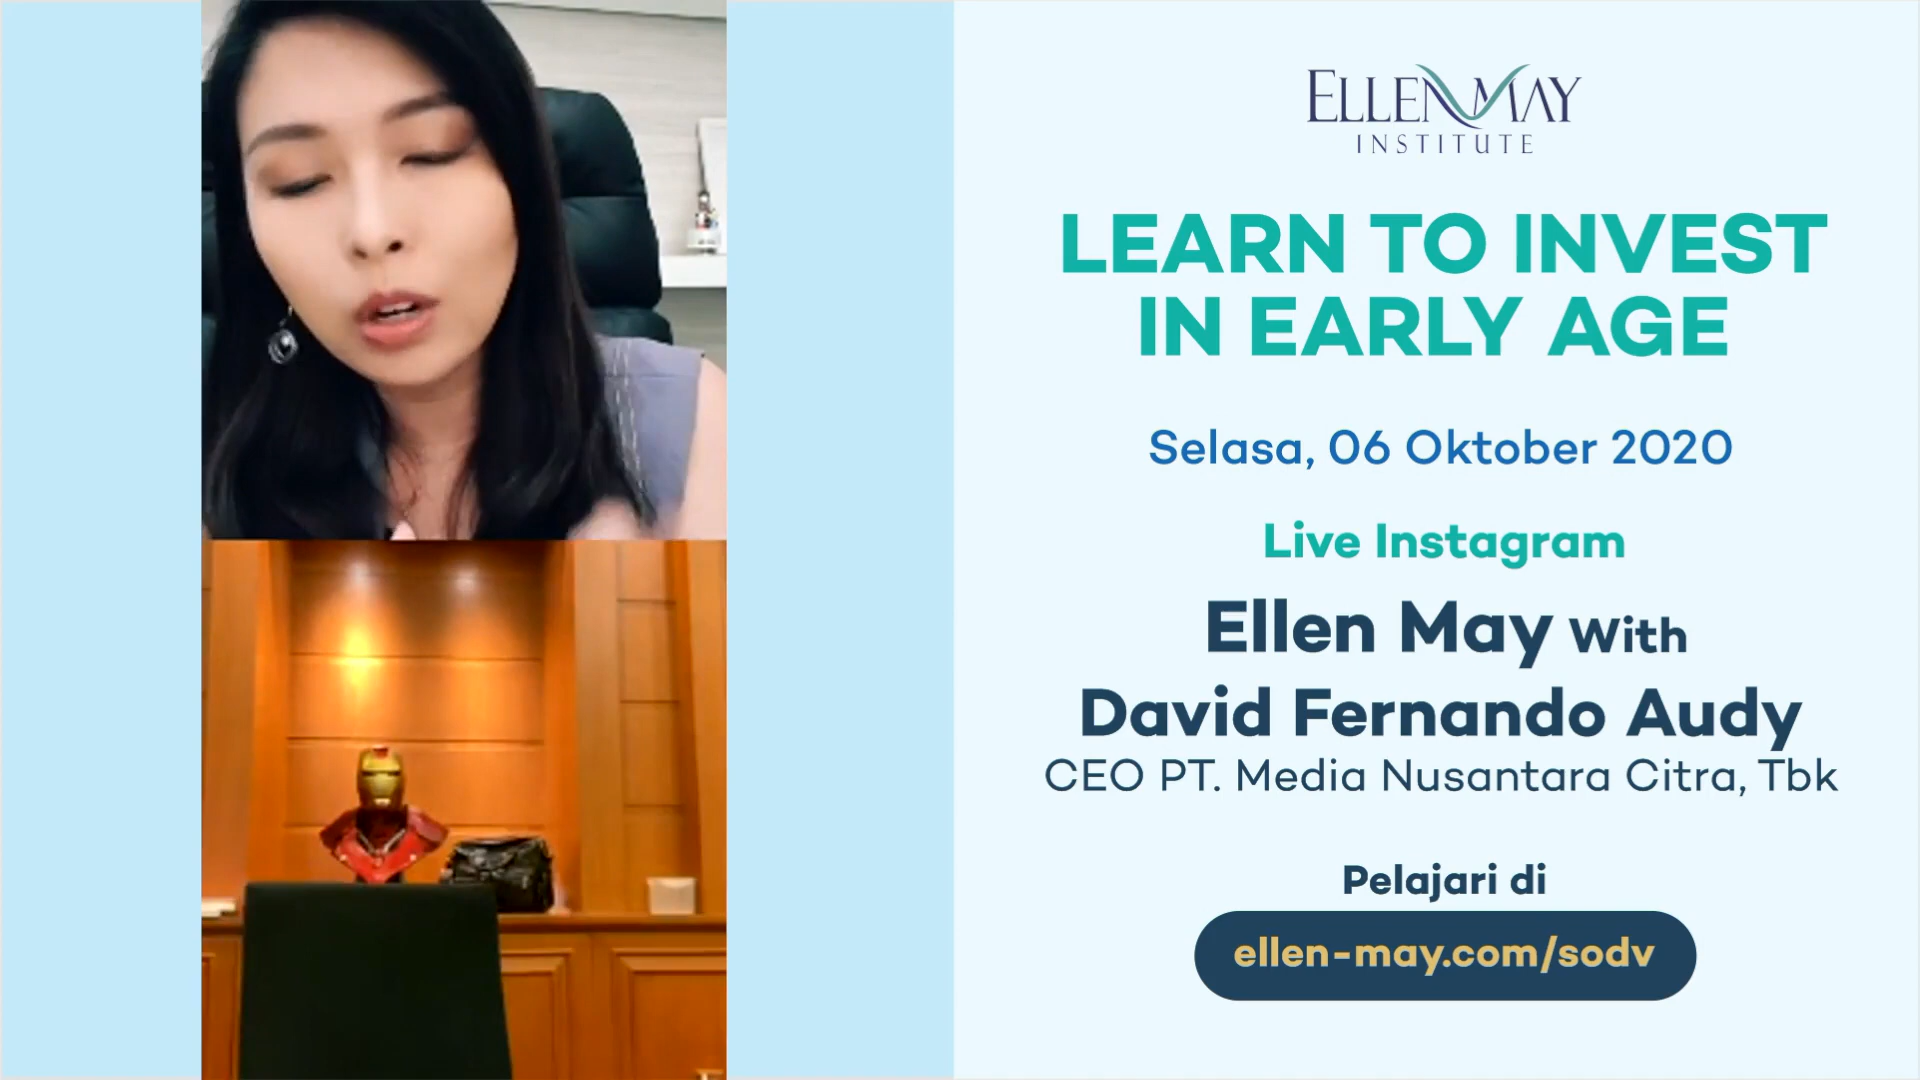 ELLEN MAY
INSTITUTE
LEARN TO INVEST
IN EARLY AGE
Selasa, 06 Oktober 2020
Live Instagram
Ellen May With
David Fernando Audy
CEO PT. Media Nusantara Citra, Tbk
Pelajari di
ellen-may.com/sodv